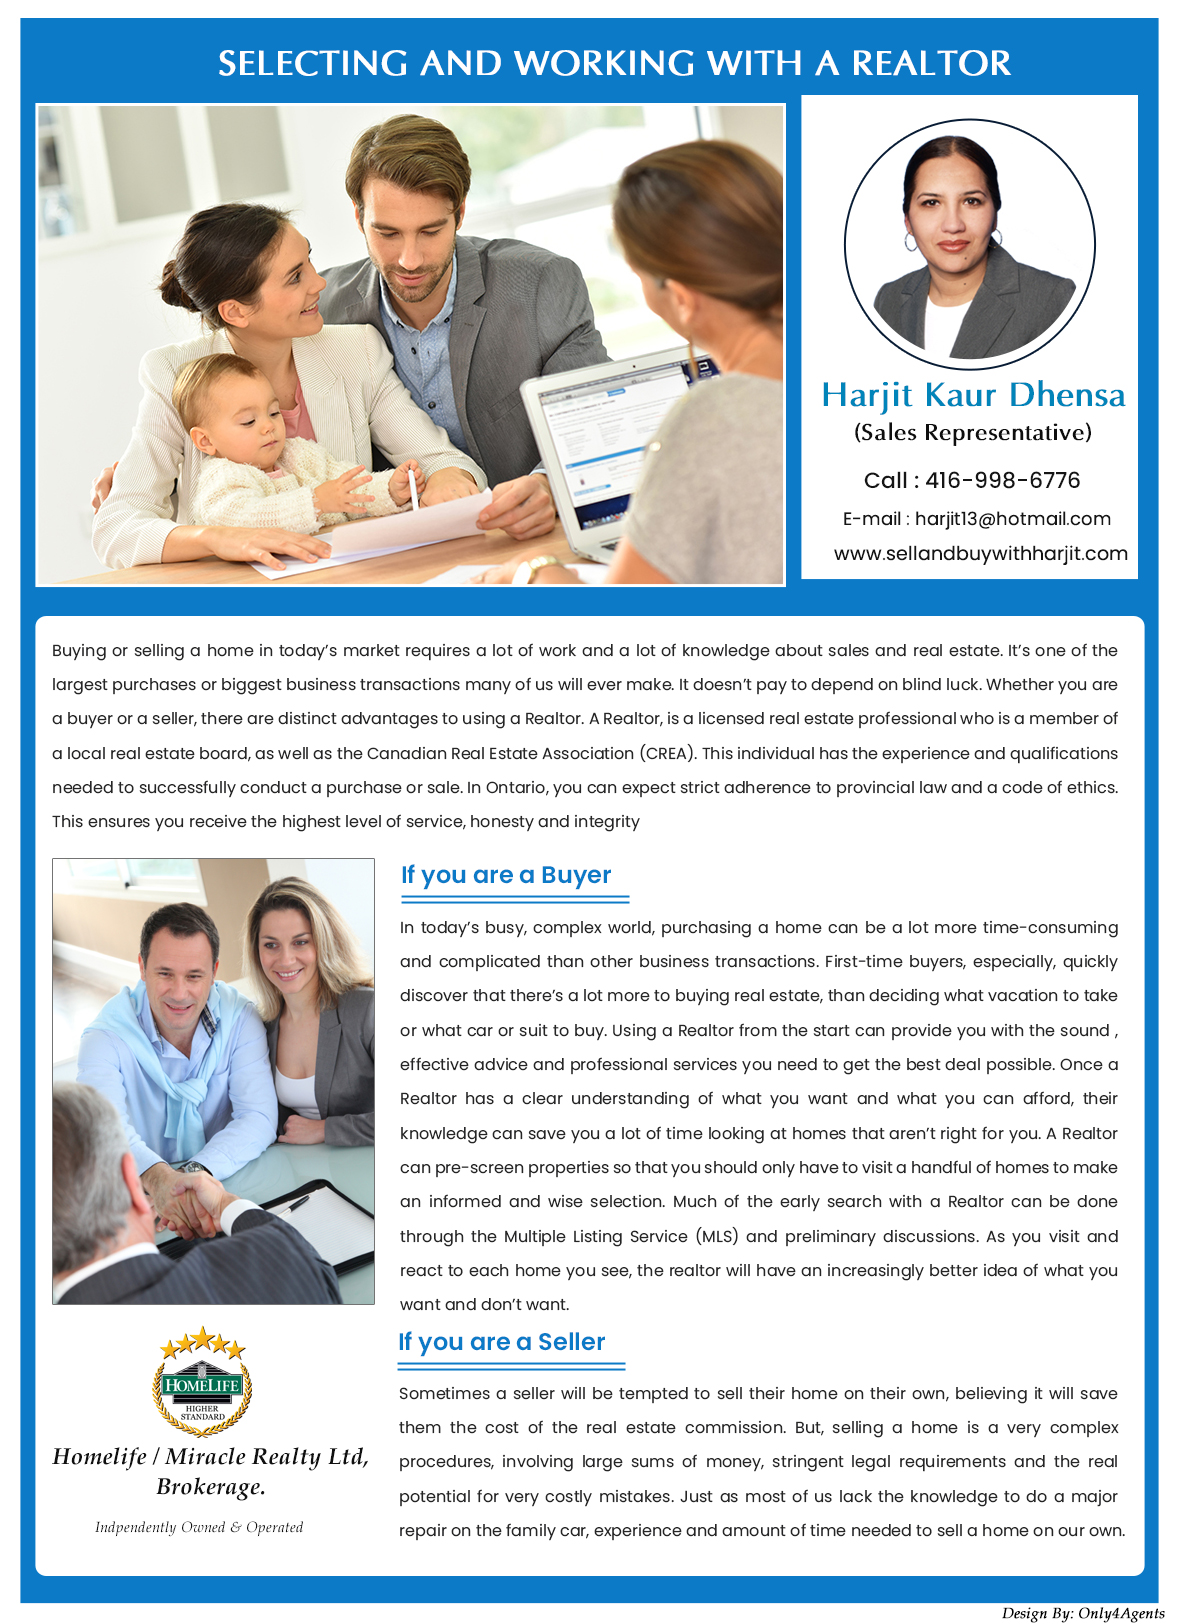 SELECTING AND WORKING WITH A REALTOR
Harjit Kaur Dhensa
(Sales Representative)
Call : 416-998-6776
E-mail : harjit13@hotmail.com
www.sellandbuywithharjit.com
Buying or selling a home in today’s market requires a lot of work and a lot of knowledge about sales and real estate. It’s one of the
largest purchases or biggest business transactions many of us will ever make. It doesn’t pay to depend on blind luck. Whether you are
a buyer or a seller, there are distinct advantages to using a Realtor. A Realtor, is a licensed real estate professional who is a member of
a local real estate board, as well as the Canadian Real Estate Association (CREA). This individual has the experience and qualifications
needed to successfully conduct a purchase or sale. In Ontario, you can expect strict adherence to provincial law and a code of ethics.
This ensures you receive the highest level of service, honesty and integrity
If you are a Buyer
In today’s busy, complex world, purchasing a home can be a lot more time-consuming
and complicated than other business transactions. First-time buyers, especially, quickly
discover that there’s a lot more to buying real estate, than deciding what vacation to take
or what car or suit to buy. Using a Realtor from the start can provide you with the sound ,
effective advice and professional services you need to get the best deal possible. Once a
Realtor has a clear understanding of what you want and what you can afford, their
knowledge can save you a lot of time looking at homes that aren’t right for you. A Realtor
can pre-screen properties so that you should only have to visit a handful of homes to make
an informed and wise selection. Much of the early search with a Realtor can be done
through the Multiple Listing Service (MLS) and preliminary discussions. As you visit and
react to each home you see, the realtor will have an increasingly better idea of what you
want and don’t want.
If you are a Seller
Sometimes a seller will be tempted to sell their home on their own, believing it will save
them the cost of the real estate commission. But, selling a home is a very complex
procedures, involving large sums of money, stringent legal requirements and the real
potential for very costly mistakes. Just as most of us lack the knowledge to do a major
repair on the family car, experience and amount of time needed to sell a home on our own.
HOMELIFE
HIGHER
STANDARD
Homelife / Miracle Realty Ltd,
Brokerage.
Indpendently Owned & Operated
Design By: Only4Agents